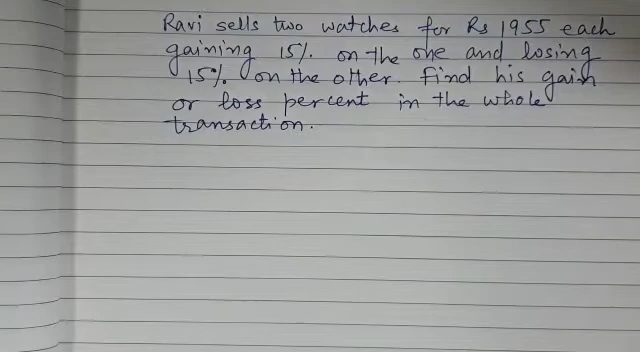 Ravi sells two watches for Rs 1955 each
gaining 15% on the one and losing
15% on the other. Find his gain
or loss percent in the whole
transaction.